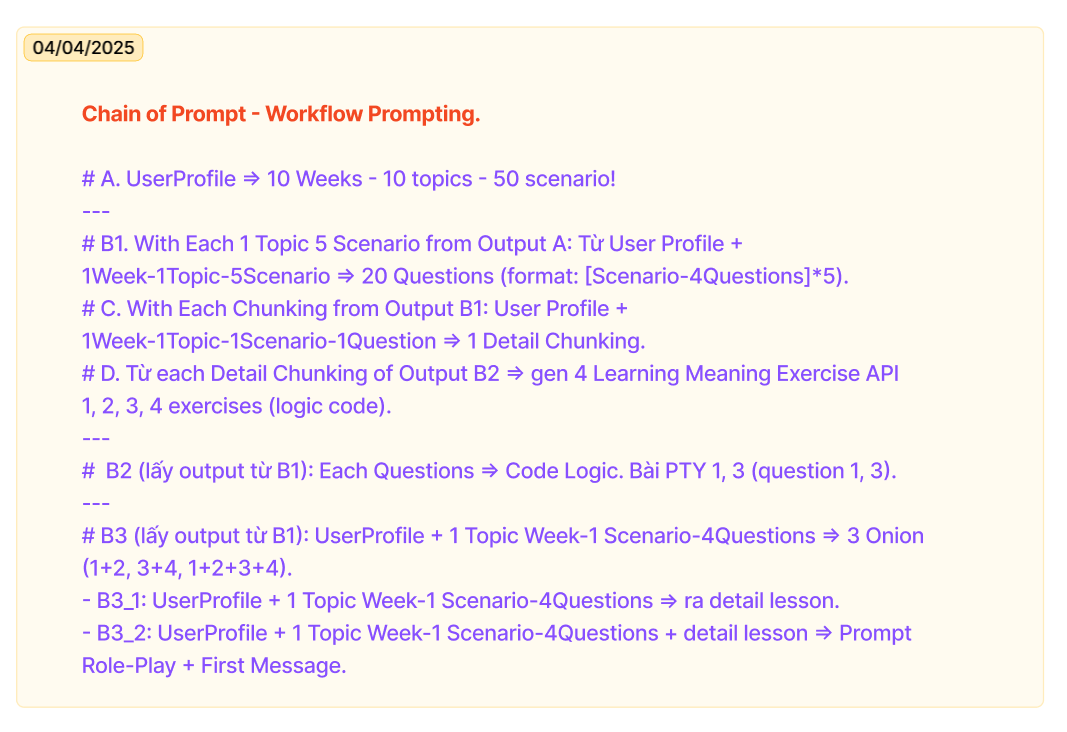 04/04/2025
Chain of Prompt - Workflow Prompting.
# A. UserProfile => 10 Weeks - 10 topics - 50 scenario!
---
# B1. With Each 1 Topic 5 Scenario from Output A: Từ User Profile +
1Week-1Topic-5Scenario => 20 Questions (format: [Scenario-4Questions]*5).
# C. With Each Chunking from Output B1: User Profile +
1Week-1Topic-1Scenario-1Question => 1 Detail Chunking.
# D. Từ each Detail Chunking of Output B2 => gen 4 Learning Meaning Exercise API
1, 2, 3, 4 exercises (logic code).
---
#  B2 (lấy output từ B1): Each Questions => Code Logic. Bài PTY 1, 3 (question 1, 3).
---
# B3 (lấy output từ B1): UserProfile + 1 Topic Week-1 Scenario-4Questions => 3 Onion
(1+2, 3+4, 1+2+3+4).
- B3_1: UserProfile + 1 Topic Week-1 Scenario-4Questions => ra detail lesson.
- B3_2: UserProfile + 1 Topic Week-1 Scenario-4Questions + detail lesson => Prompt
Role-Play + First Message.